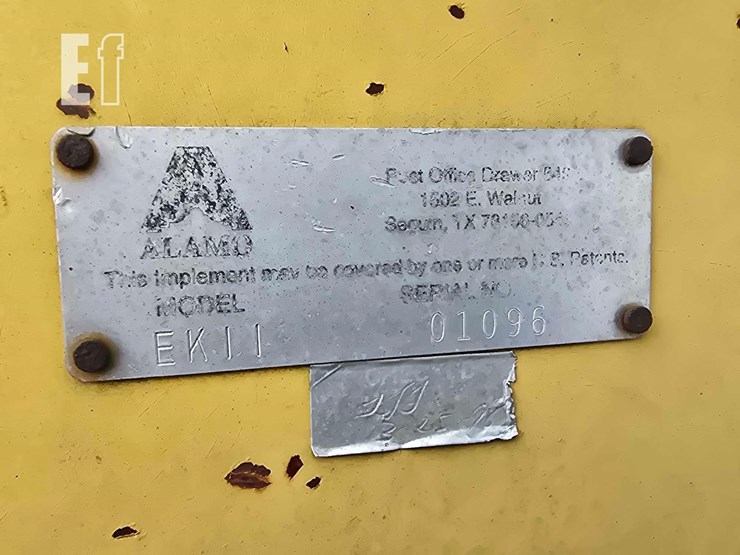 Ef
A
ALAMO
Post Office Drawer
1502 E. Walnut
Seguin, TX
This implement may be covered by one or more U.S. Patents.
MODEL SERIAL NO.
EK11 01096